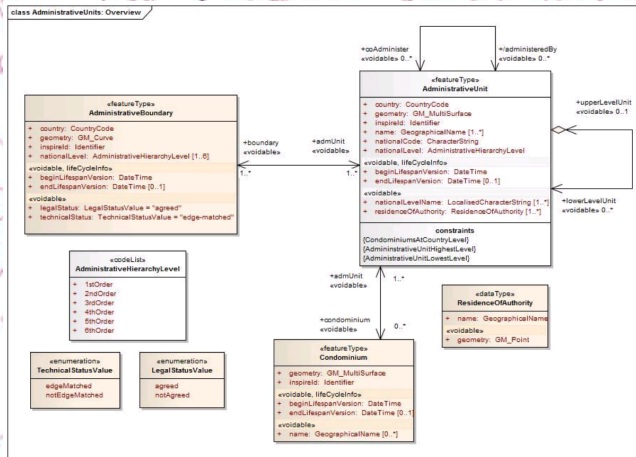 class AdministrativeUnits: Overview
+coAdminister
«voidable» 0..*
+/administeredBy
«voidable» 0..*
«featureType»
AdministrativeBoundary
+ country: CountryCode
+ geometry: GM_Curve
+ inspireId: Identifier
+ nationalLevel: AdministrativeHierarchyLevel [1..6]
«voidable, lifeCycleInfo»
+ beginLifespanVersion: DateTime
+ endLifespanVersion: DateTime [0..1]
«voidable»
+ legalStatus: LegalStatusValue = "agreed"
+ technicalStatus: TechnicalStatusValue = "edge-matched"
+boundary
«voidable»
1..*
+admUnit
«voidable»
1..*
«featureType»
AdministrativeUnit
+ country: CountryCode
+ geometry: GM_MultiSurface
+ inspireId: Identifier
+ name: GeographicalName [1..*]
+ nationalCode: CharacterString
+ nationalLevel: AdministrativeHierarchyLevel
«voidable, lifeCycleInfo»
+ beginLifespanVersion: DateTime
+ endLifespanVersion: DateTime [0..1]
«voidable»
+ nationalLevelName: LocalisedCharacterString [1..*]
+ residenceOfAuthority: ResidenceOfAuthority [1..*]
constraints
{CondominiumsAtCountryLevel}
{AdministrativeUnitHighestLevel}
{AdministrativeUnitLowestLevel}
+upperLevelUnit
«voidable»
0..1
+lowerLevelUnit
«voidable» 0..*
«codeList»
AdministrativeHierarchyLevel
+ 1stOrder
+ 2ndOrder
+ 3rdOrder
+ 4thOrder
+ 5thOrder
+ 6thOrder
+admUnit
«voidable»
1..*
+condominium
«voidable»
0..*
«dataType»
ResidenceOfAuthority
+ name: GeographicalName
«voidable»
+ geometry: GM_Point
«enumeration»
TechnicalStatusValue
edgeMatched
notEdgeMatched
«enumeration»
LegalStatusValue
agreed
notAgreed
«featureType»
Condominium
+ geometry: GM_MultiSurface
+ inspireId: Identifier
«voidable, lifeCycleInfo»
+ beginLifespanVersion: DateTime
+ endLifespanVersion: DateTime [0..1]
«voidable»
+ name: GeographicalName [0..*]